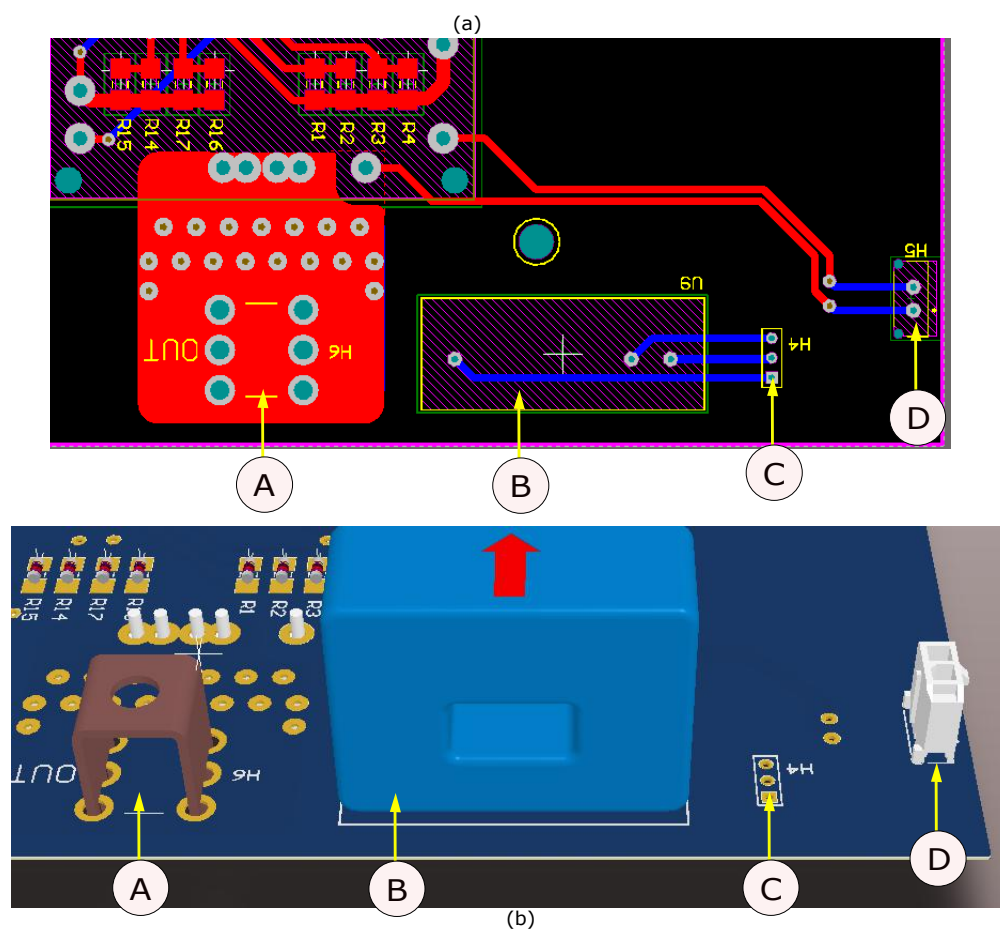 (a)
R15 R14 R17 R16 R1 R2 R3 R4
H5
U9
OUT H6 H4
A B C D
R15 R14 R17 R1 R2 R3
OUT H6 H4
A B C D
(b)